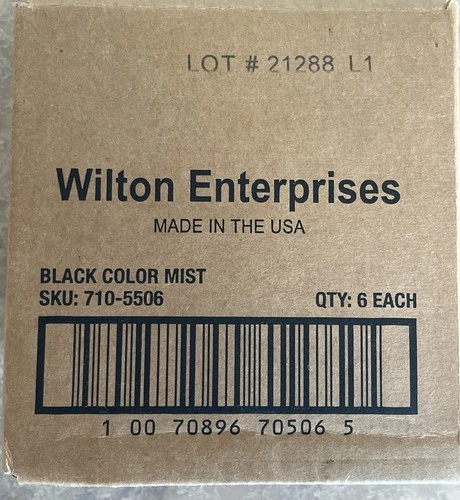 LOT # 21288 L1
Wilton Enterprises
MADE IN THE USA
BLACK COLOR MIST
SKU: 710-5506 QTY: 6 EACH
1 00 70896 70506 5